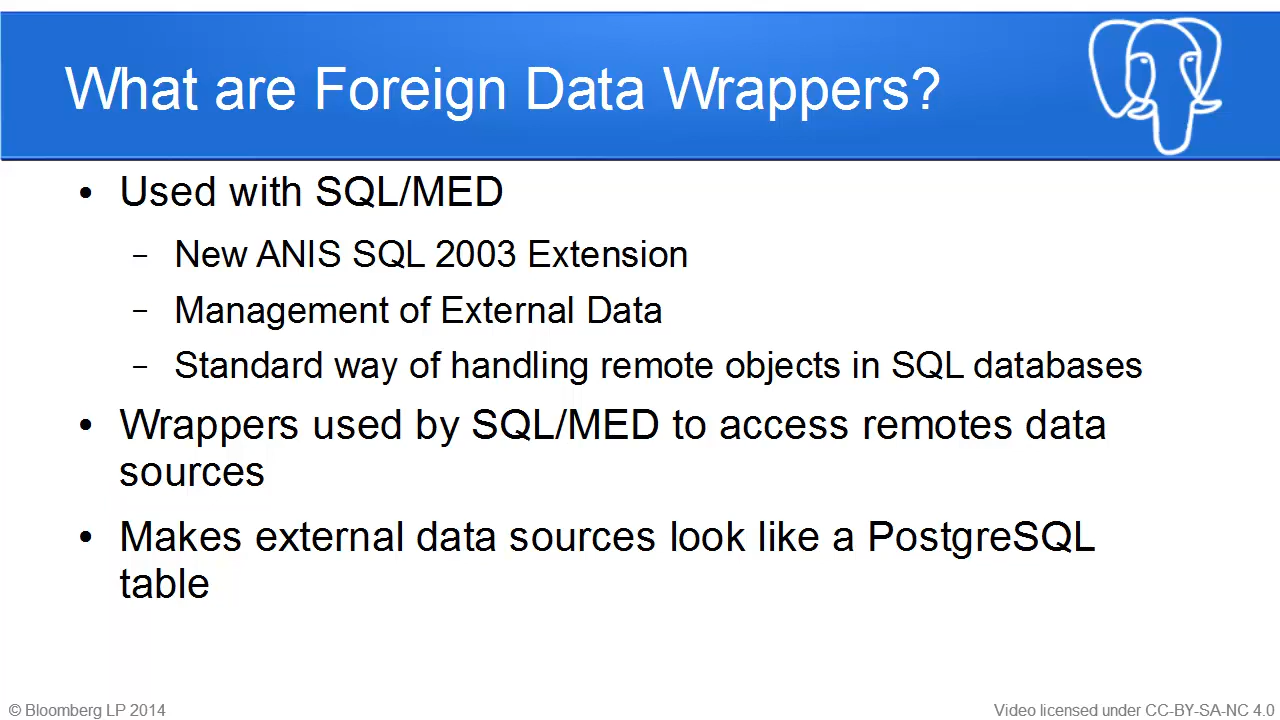 What are Foreign Data Wrappers?
• Used with SQL/MED
– New ANIS SQL 2003 Extension
– Management of External Data
– Standard way of handling remote objects in SQL databases
• Wrappers used by SQL/MED to access remotes data
sources
• Makes external data sources look like a PostgreSQL
table
© Bloomberg LP 2014
Video licensed under CC-BY-SA-NC 4.0